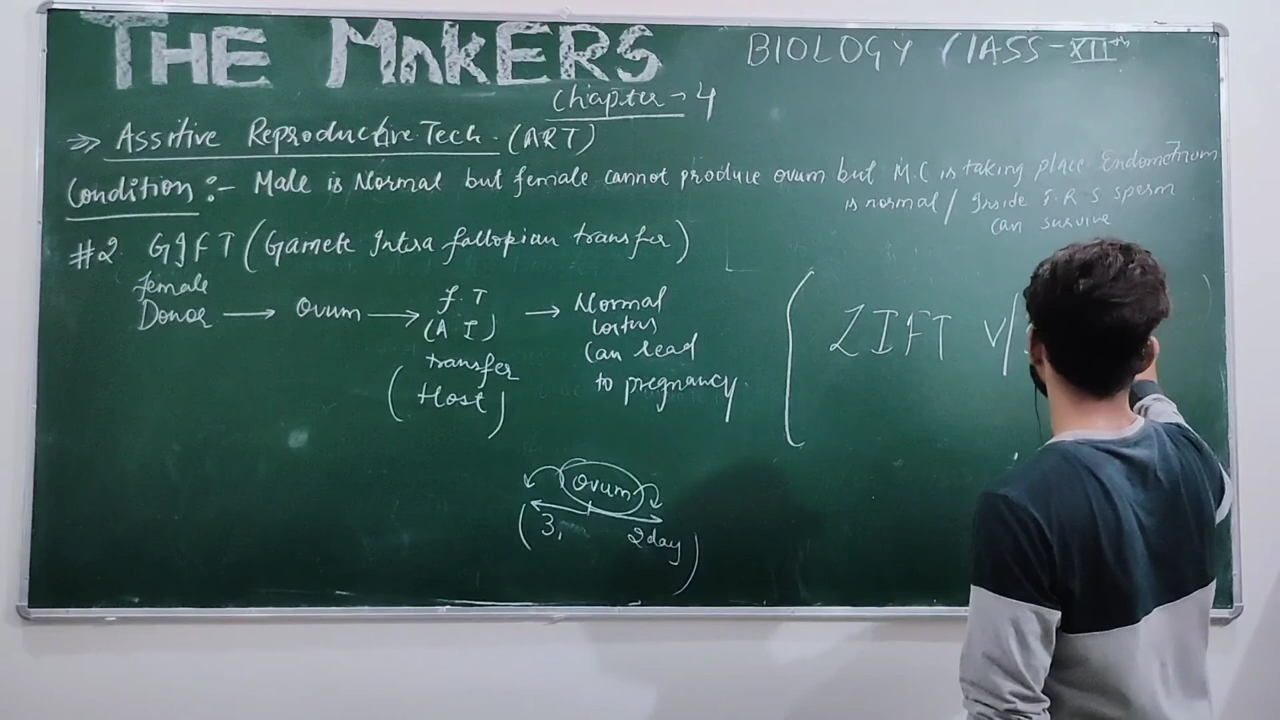 THE MAKERS
BIOLOGY CLASS-XII th
Chapter → 4
⇒ Assitive Reproductive Tech. (ART)
Condition :- Male is Normal but female cannot produce ovum but M.C is taking place Endometrium
is normal / Inside F.R.S sperm
can survive
#2. GIFT (Gamete Intra fallopian transfer)
female
Donor → Ovum → f.T → Normal
(A I)
coitus
transfer
can lead
(Host)
to pregnancy.
(ZIFT V/
Ovum
(3, 2 day)